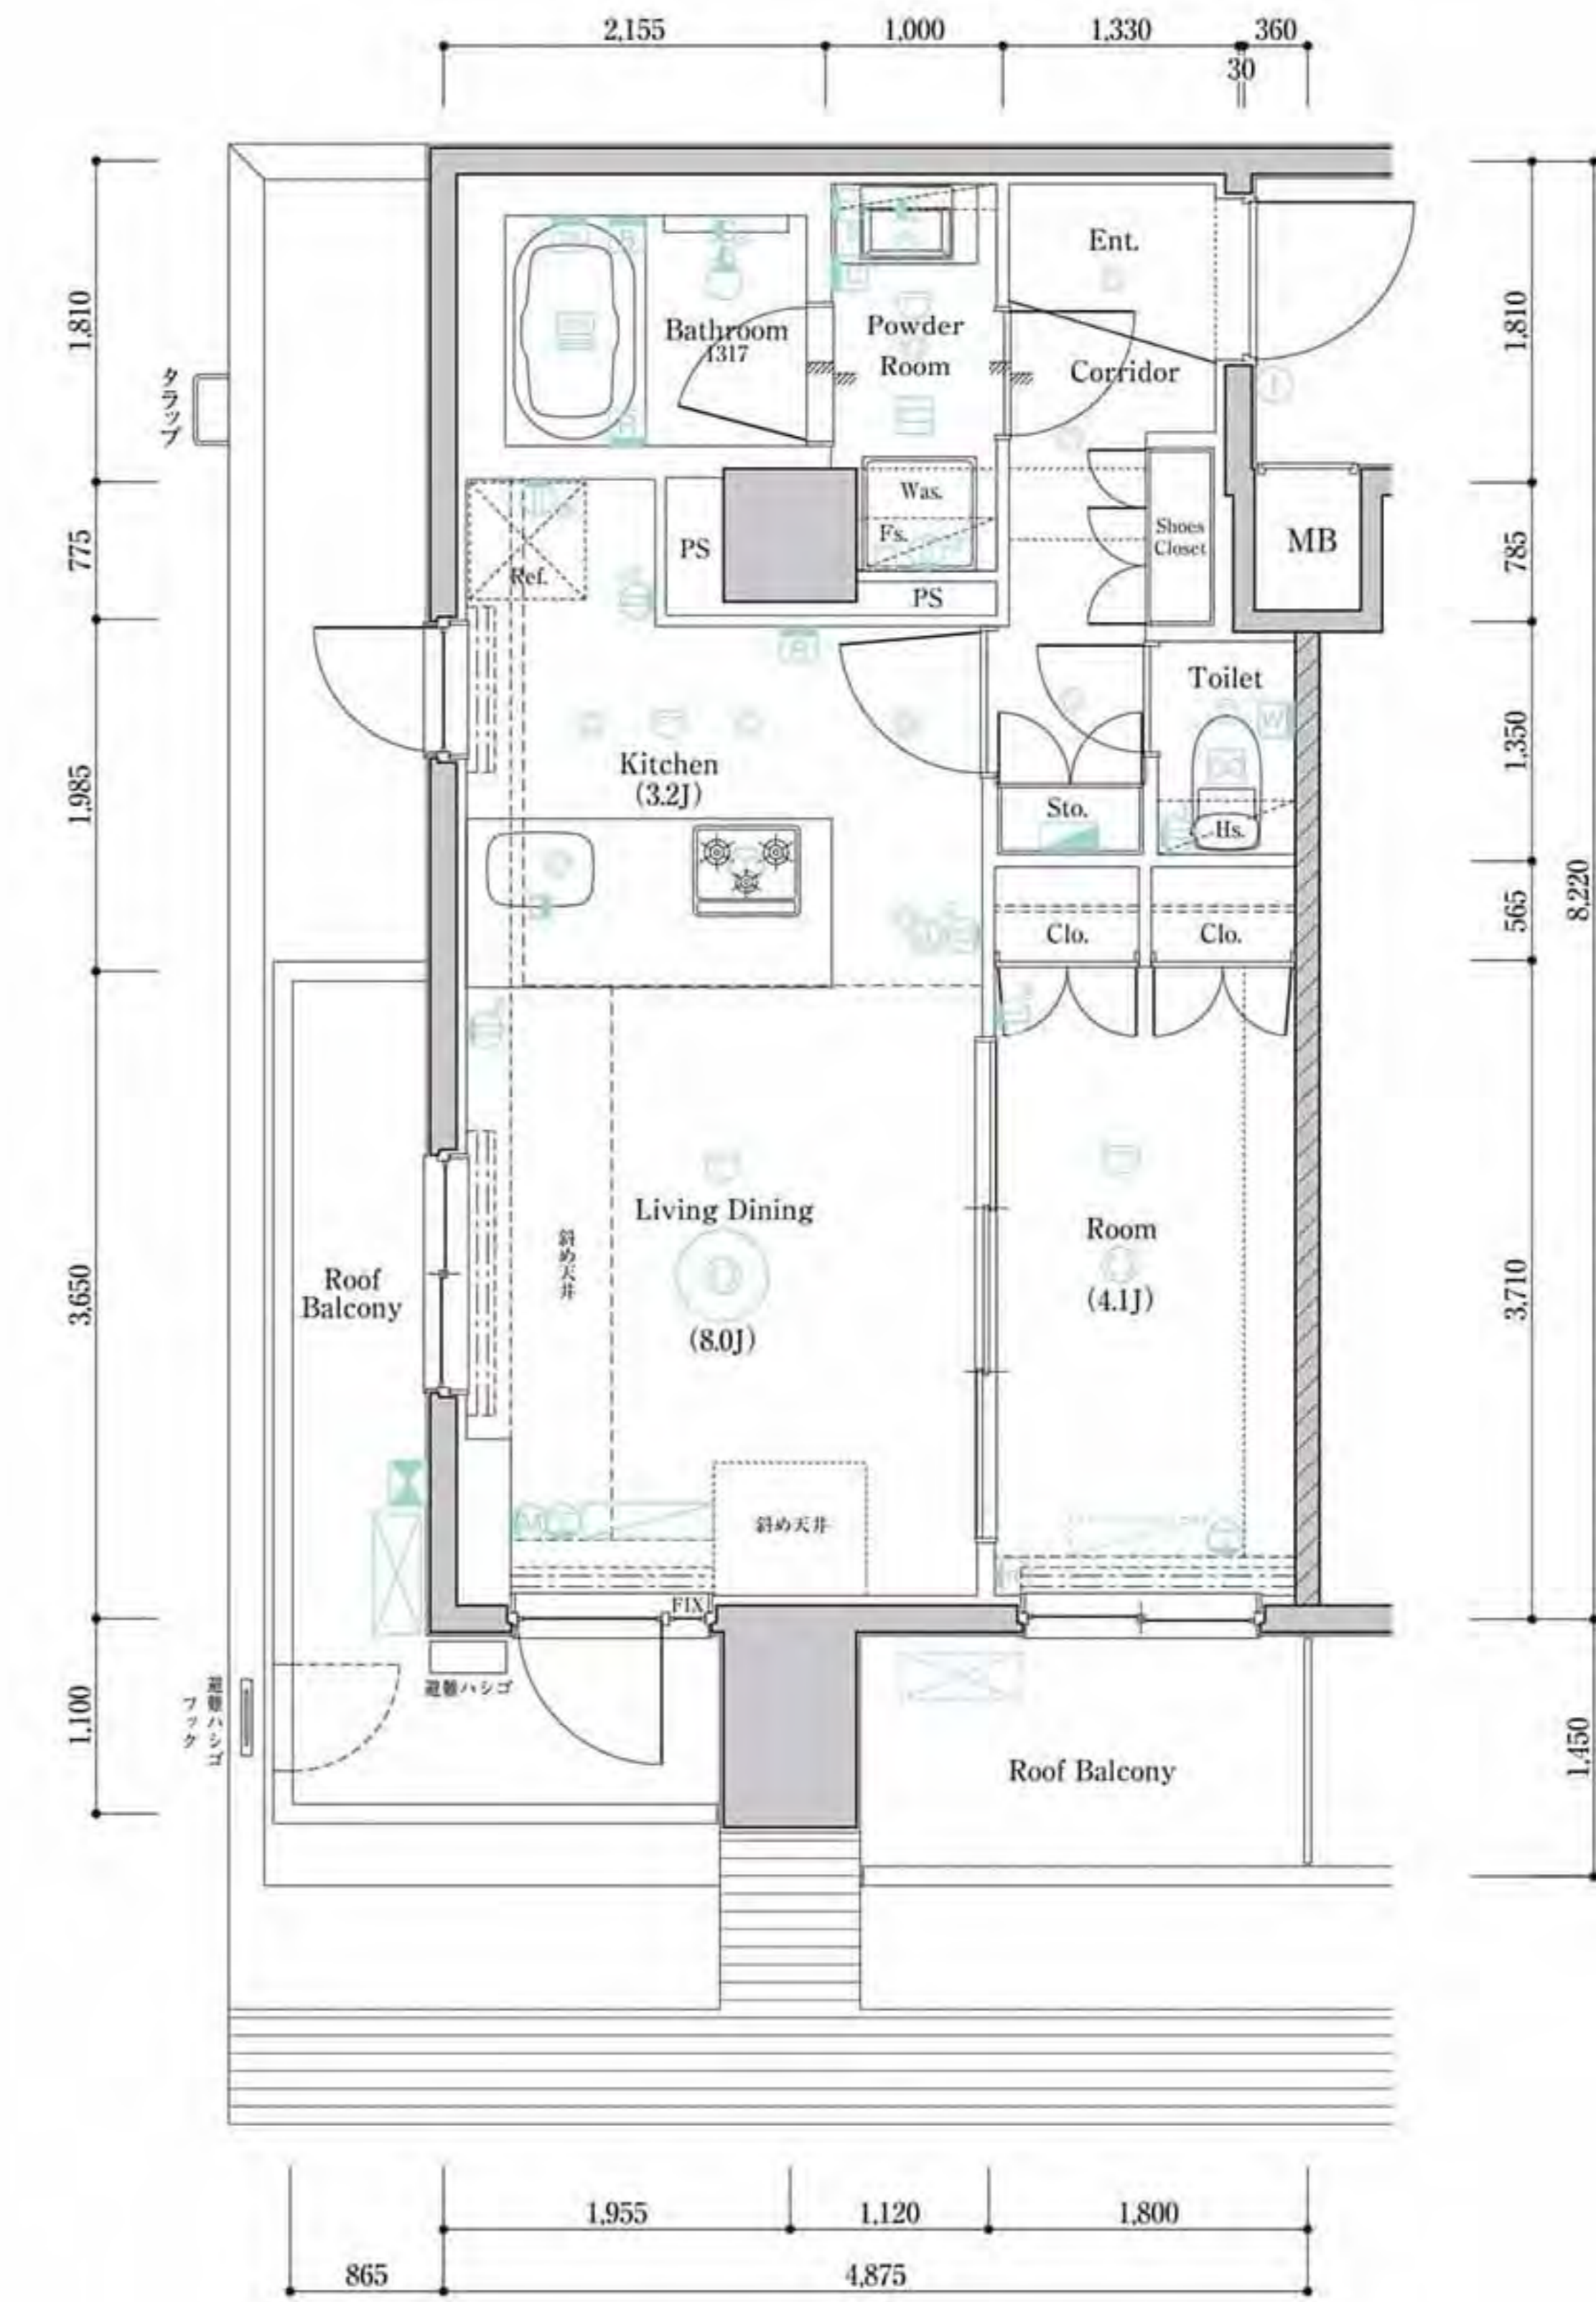 2,155
1,000
1,330
360
30
1,810
775
1,985
3,650
1,100
タラップ
Bathroom
1317
Powder
Room
Ent.
Corridor
1,810
785
1,350
565
3,710
8,220
1,450
PS
Was.
Fs.
PS
Shoes
Closet
MB
Ref.
Toilet
W
R
Kitchen
(3.2J)
Sto.
Hs.
Clo.
Clo.
Living Dining
(8.0J)
斜め天井
Room
(4.1J)
Roof
Balcony
斜め天井
M
FIX
避難ハシゴ
避難ハシゴ
フック
Roof Balcony
1,955
1,120
1,800
865
4,875